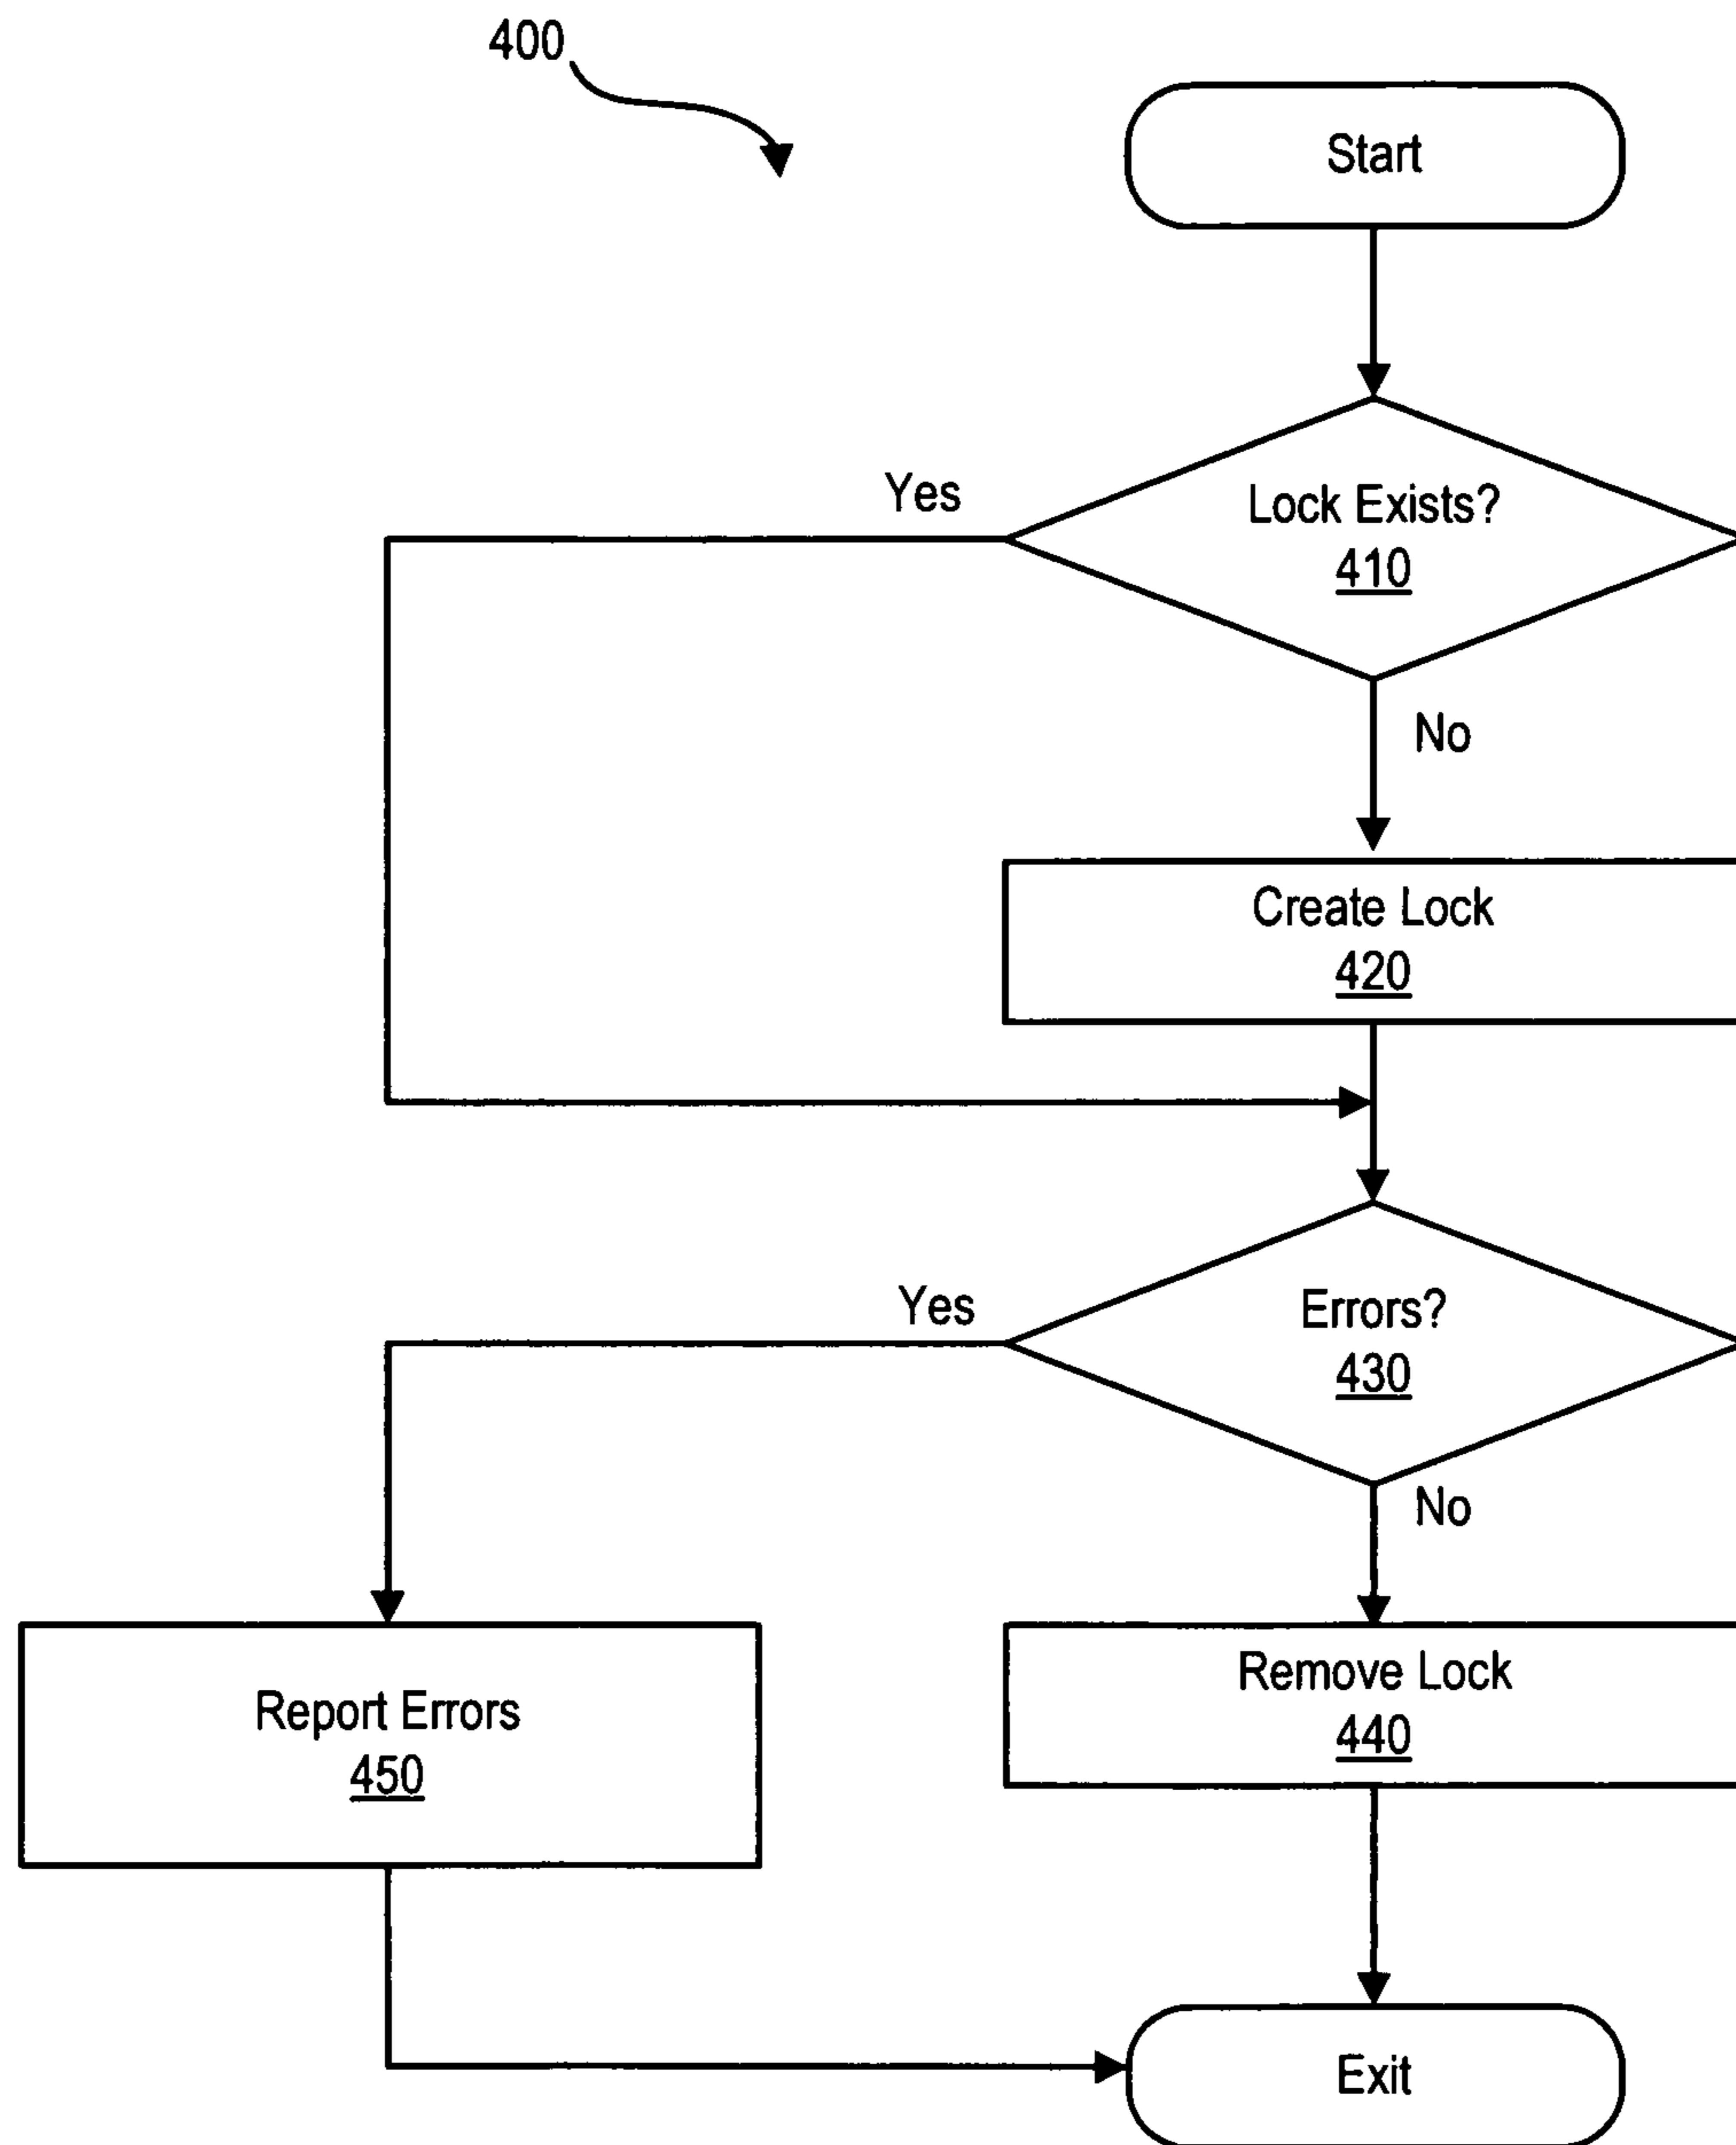 400
Start
Yes
Lock Exists?
410
No
Create Lock
420
Yes
Errors?
430
No
Report Errors
450
Remove Lock
440
Exit